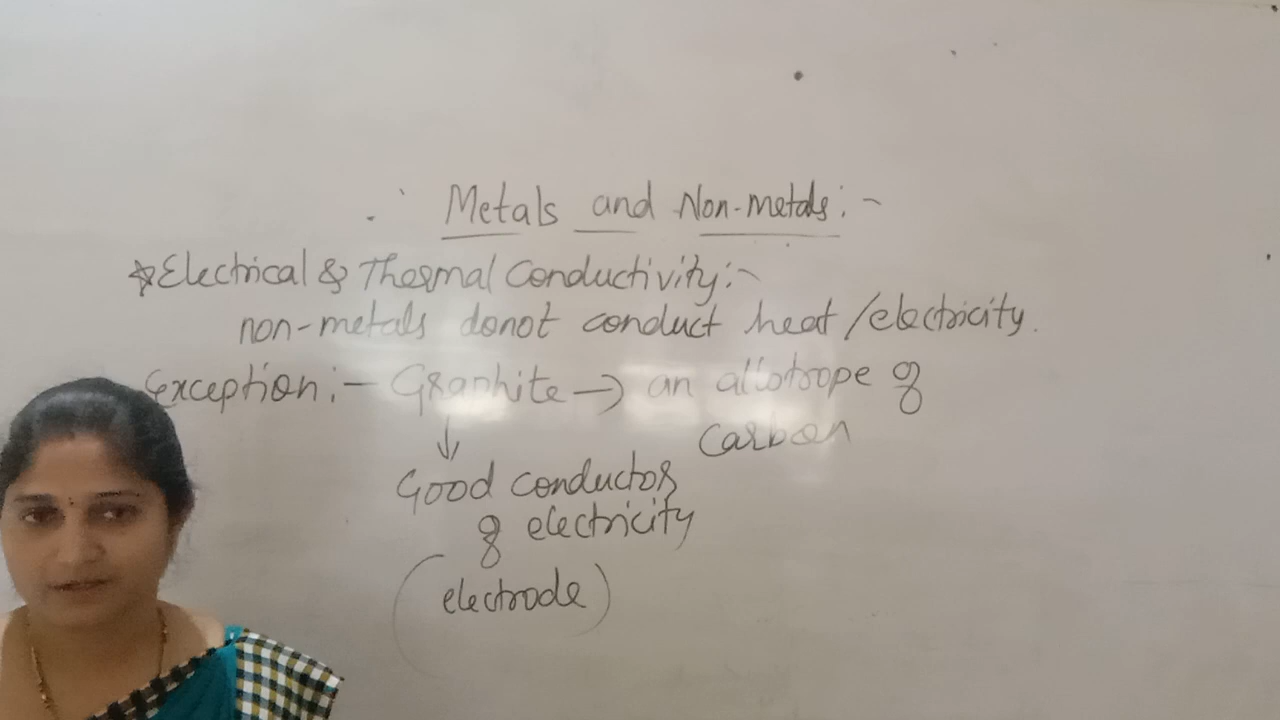 Metals and Non-metals:-
*Electrical & Thermal Conductivity:-
non-metals donot conduct heat/electricity.
Exception:- Graphite → an allotrope of
carbon
↓
Good conductor
of electricity
(electrode)